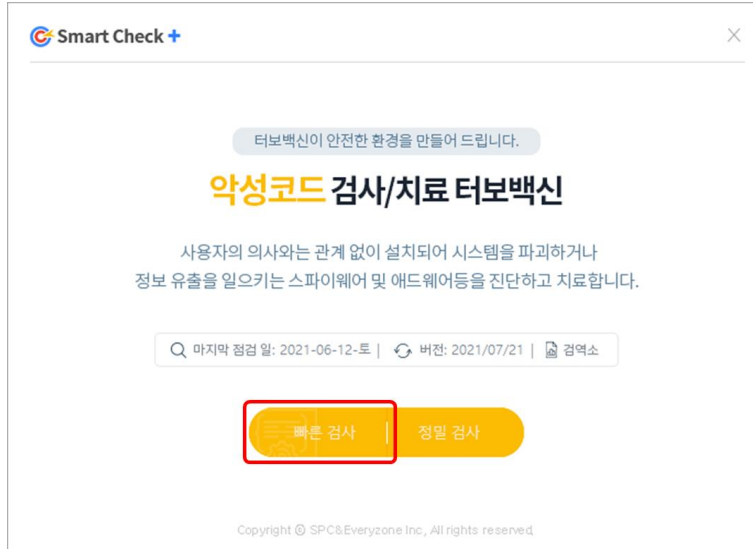 Smart Check +
터보백신이 안전한 환경을 만들어 드립니다.
악성코드 검사/치료 터보백신
사용자의 의사와는 관계 없이 설치되어 시스템을 파괴하거나
정보 유출을 일으키는 스파이웨어 및 애드웨어등을 진단하고 치료합니다.
마지막 점검 일: 2021-06-12-토 | 버전: 2021/07/21 | 검역소
빠른 검사 | 정밀 검사
Copyright ⓒ SPC&Everyzone Inc, All rights reserved.